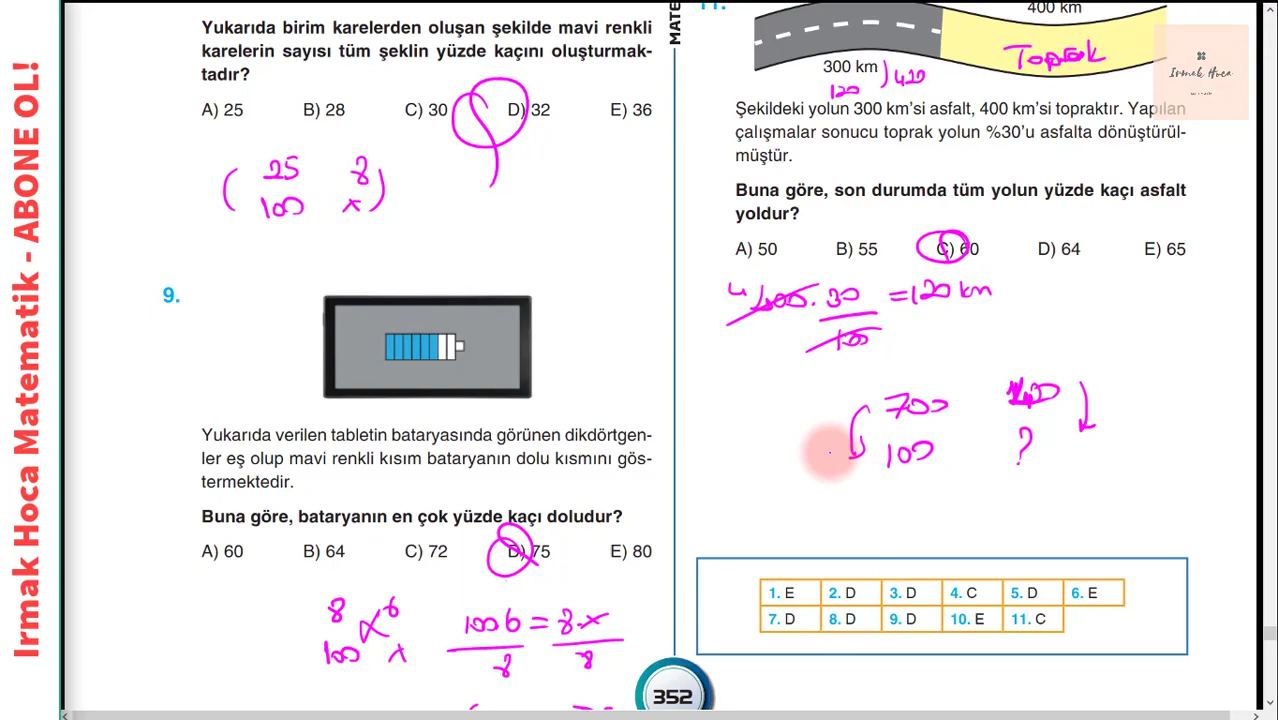 Irmak Hoca Matematik - ABONE OL!
Yukarıda birim karelerden oluşan şekilde mavi renkli
karelerin sayısı tüm şeklin yüzde kaçını oluşturmak-
tadır?
A) 25 B) 28 C) 30 D) 32 E) 36
25 8
100 x
9.
Yukarıda verilen tabletin bataryasında görünen dikdörtgen-
ler eş olup mavi renkli kısım bataryanın dolu kısmını gös-
termektedir.
Buna göre, bataryanın en çok yüzde kaçı doludur?
A) 60 B) 64 C) 72 D) 75 E) 80
8 6
100 x
100 6 = 8.x
8 8
MATE
11.
400 km
Toprak
300 km
120
420
Irmak Hoca
Şekildeki yolun 300 km'si asfalt, 400 km'si topraktır. Yapılan
çalışmalar sonucu toprak yolun %30'u asfalta dönüştürül-
müştür.
Buna göre, son durumda tüm yolun yüzde kaçı asfalt
yoldur?
A) 50 B) 55 C) 60 D) 64 E) 65
4 400. 30 = 120 km
100
700
100 ?
1. E 2. D 3. D 4. C 5. D 6. E
7. D 8. D 9. D 10. E 11. C
352